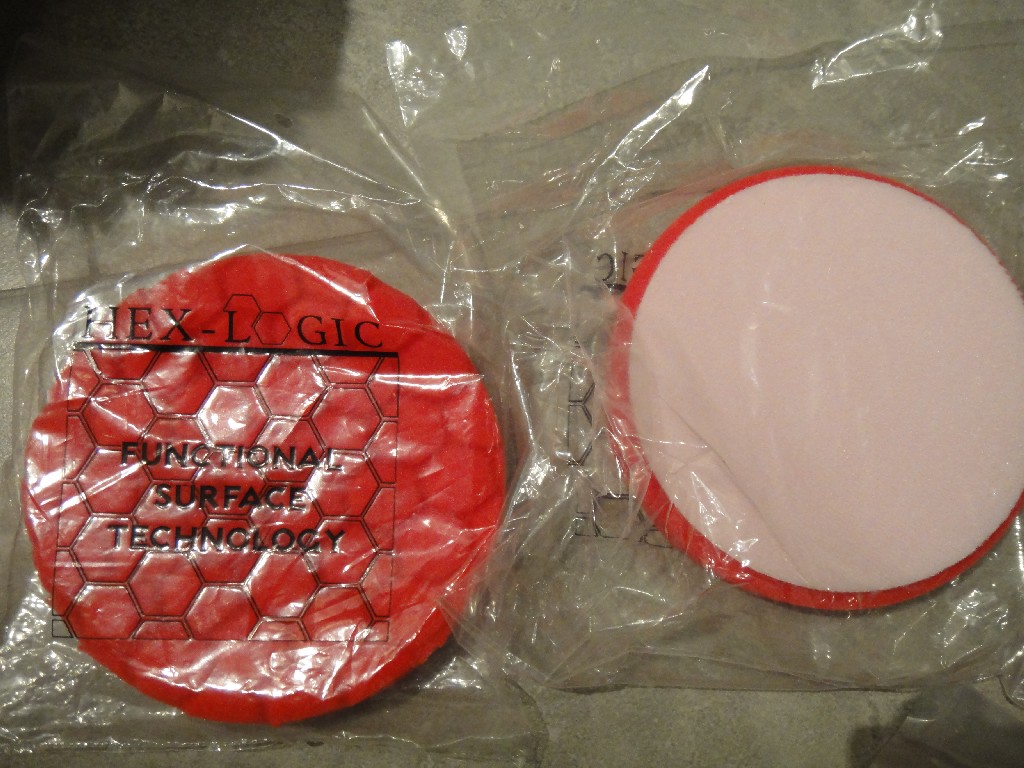 HEX-LOGIC
FUNCTIONAL
SURFACE
TECHNOLOGY